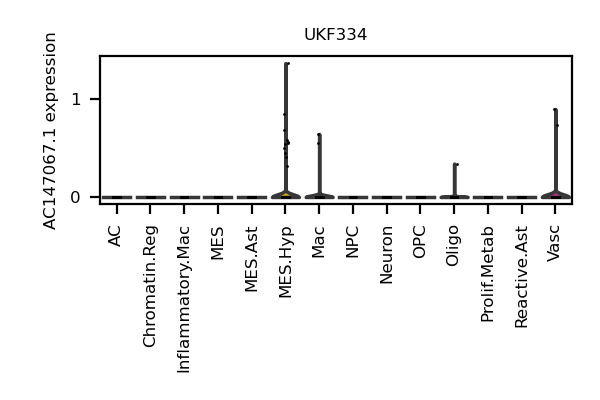 UKF334
AC147067.1 expression
1
0
AC
Chromatin.Reg
Inflammatory.Mac
MES
MES.Ast
MES.Hyp
Mac
NPC
Neuron
OPC
Oligo
Prolif.Metab
Reactive.Ast
Vasc